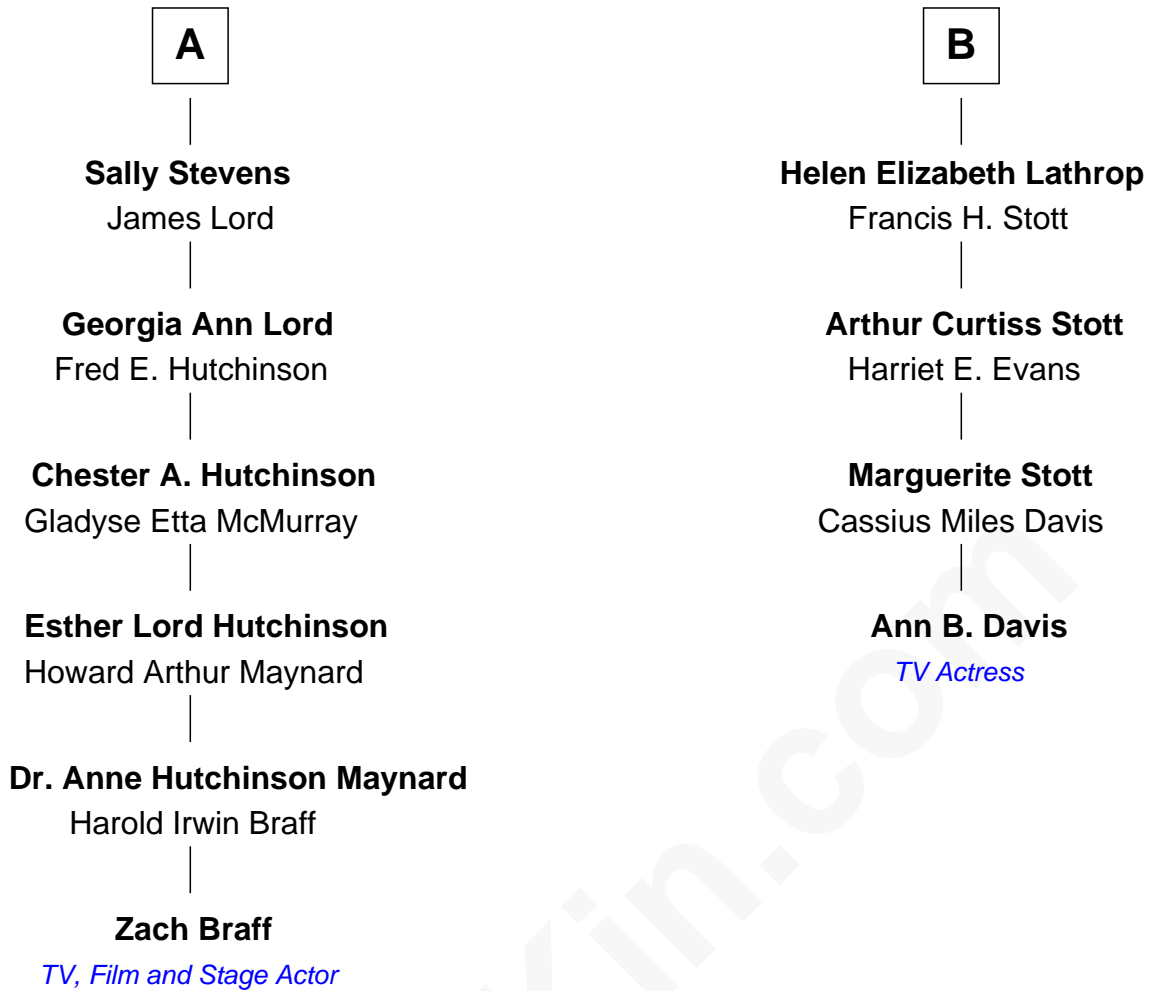 A
Sally Stevens
James Lord
Georgia Ann Lord
Fred E. Hutchinson
Chester A. Hutchinson
Gladyse Etta McMurray
Esther Lord Hutchinson
Howard Arthur Maynard
Dr. Anne Hutchinson Maynard
Harold Irwin Braff
Zach Braff
TV, Film and Stage Actor
B
Helen Elizabeth Lathrop
Francis H. Stott
Arthur Curtiss Stott
Harriet E. Evans
Marguerite Stott
Cassius Miles Davis
Ann B. Davis
TV Actress
kin.com